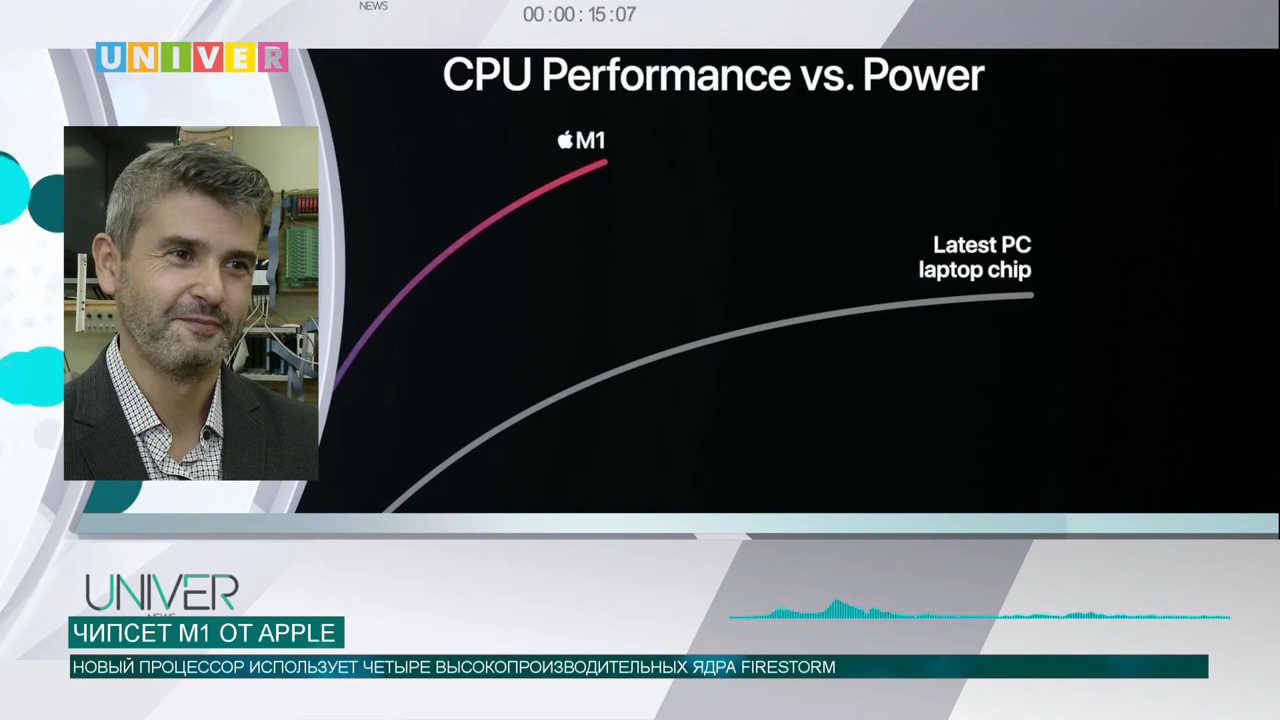 NEWS
00:00:15:07
UNIVER
CPU Performance vs. Power
M1
Latest PC
laptop chip
UNIVER
NEWS
ЧИПСЕТ M1 ОТ APPLE
НОВЫЙ ПРОЦЕССОР ИСПОЛЬЗУЕТ ЧЕТЫРЕ ВЫСОКОПРОИЗВОДИТЕЛЬНЫХ ЯДРА FIRESTORM